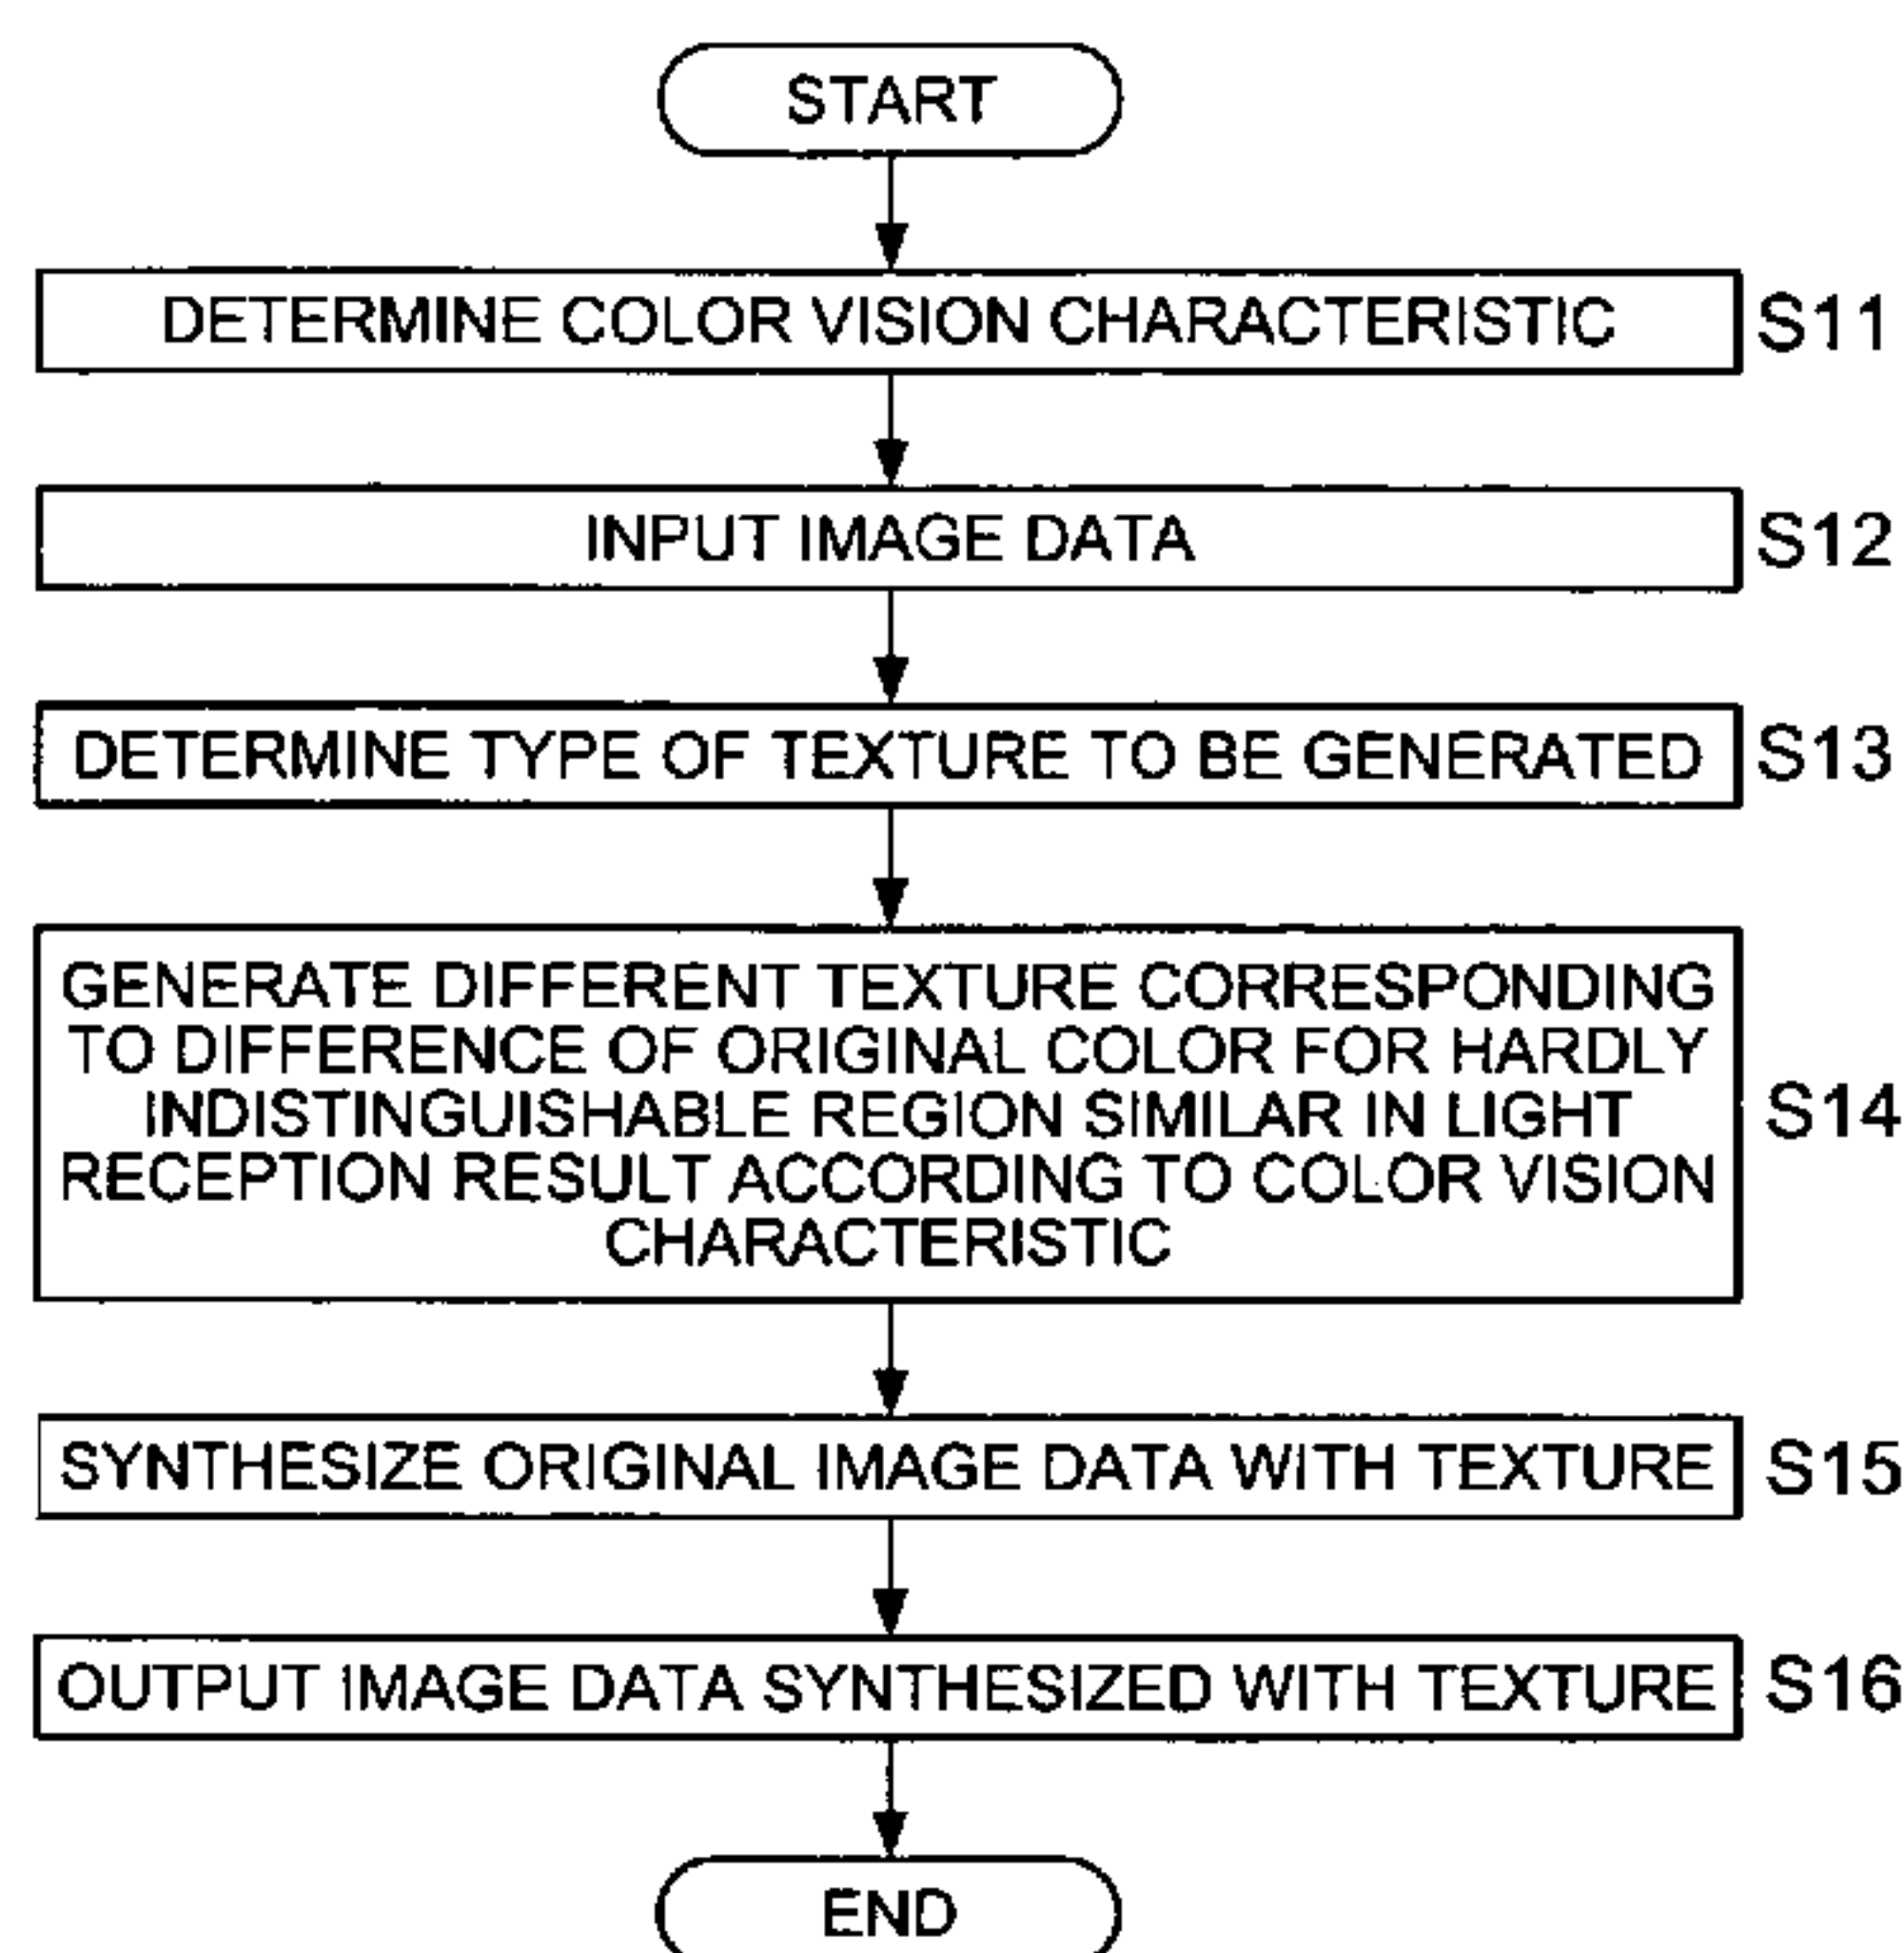 START
DETERMINE COLOR VISION CHARACTERISTIC S11
INPUT IMAGE DATA S12
DETERMINE TYPE OF TEXTURE TO BE GENERATED S13
GENERATE DIFFERENT TEXTURE CORRESPONDING
TO DIFFERENCE OF ORIGINAL COLOR FOR HARDLY
INDISTINGUISHABLE REGION SIMILAR IN LIGHT S14
RECEPTION RESULT ACCORDING TO COLOR VISION
CHARACTERISTIC
SYNTHESIZE ORIGINAL IMAGE DATA WITH TEXTURE S15
OUTPUT IMAGE DATA SYNTHESIZED WITH TEXTURE S16
END